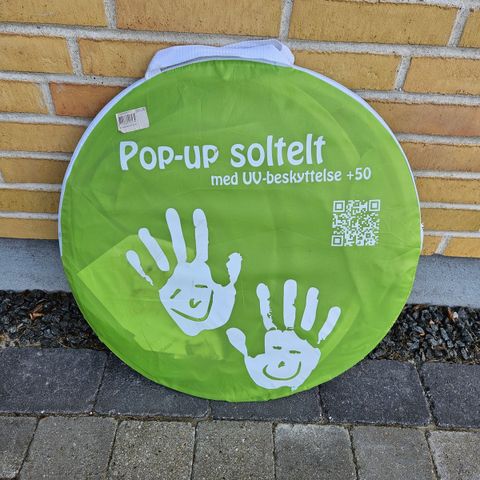 Pop-up soltelt
med UV-beskyttelse +50